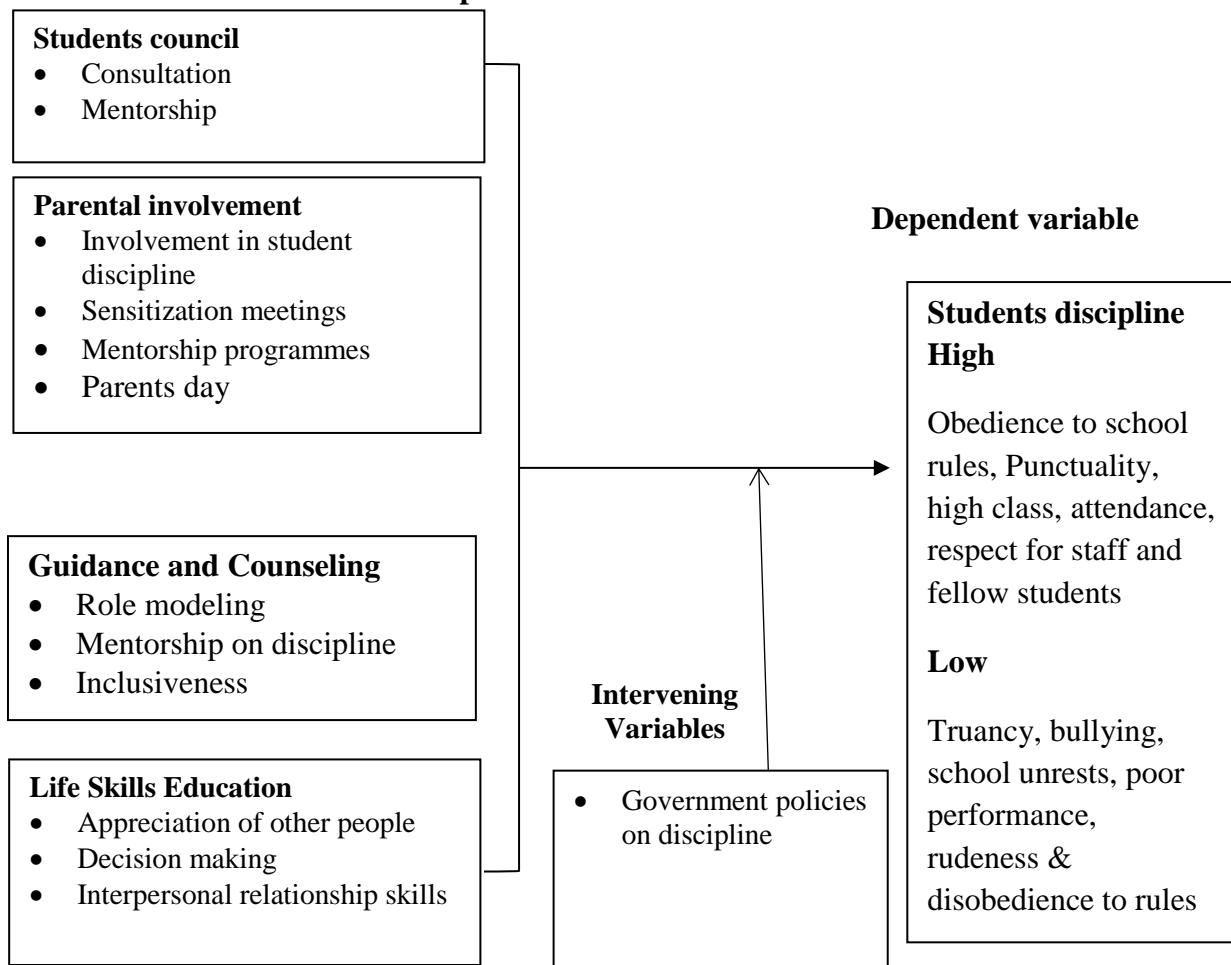 Students council
• Consultation
• Mentorship
Parental involvement
• Involvement in student
discipline
• Sensitization meetings
• Mentorship programmes
• Parents day
Guidance and Counseling
• Role modeling
• Mentorship on discipline
• Inclusiveness
Life Skills Education
• Appreciation of other people
• Decision making
• Interpersonal relationship skills
Intervening
Variables
• Government policies
on discipline
Dependent variable
Students discipline
High
Obedience to school
rules, Punctuality,
high class, attendance,
respect for staff and
fellow students
Low
Truancy, bullying,
school unrests, poor
performance,
rudeness &
disobedience to rules